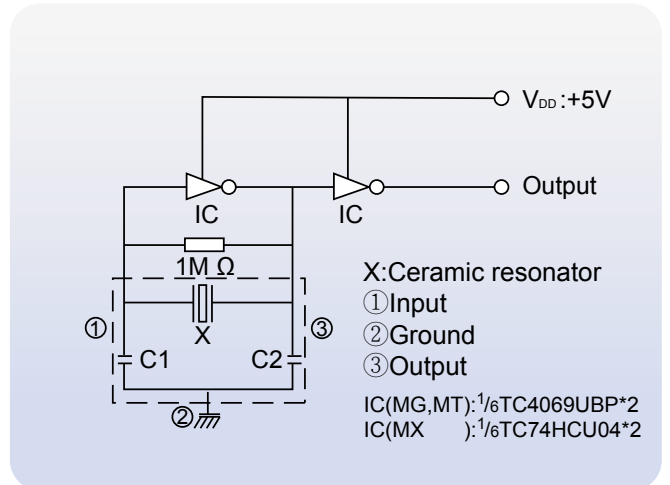 VDD:+5V
Output
IC
IC
1M Ω
X
①
③
C1
C2
②
X:Ceramic resonator
①Input
②Ground
③Output
IC(MG,MT):1/6TC4069UBP*2
IC(MX      ):1/6TC74HCU04*2